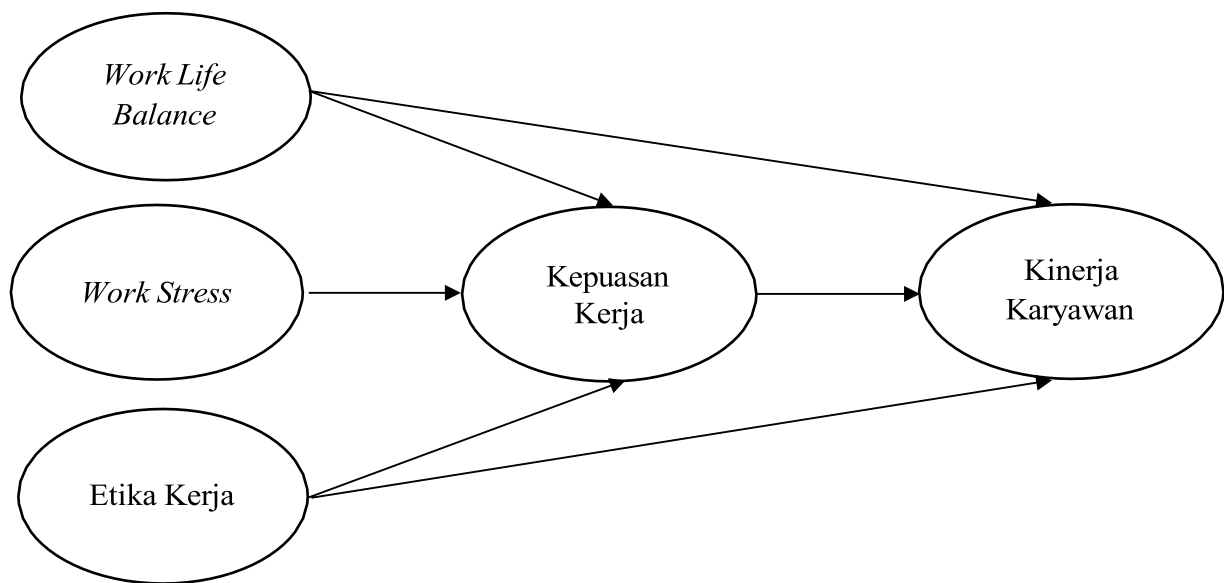 Work Life
Balance
Work Stress
Kepuasan
Kerja
Kinerja
Karyawan
Etika Kerja